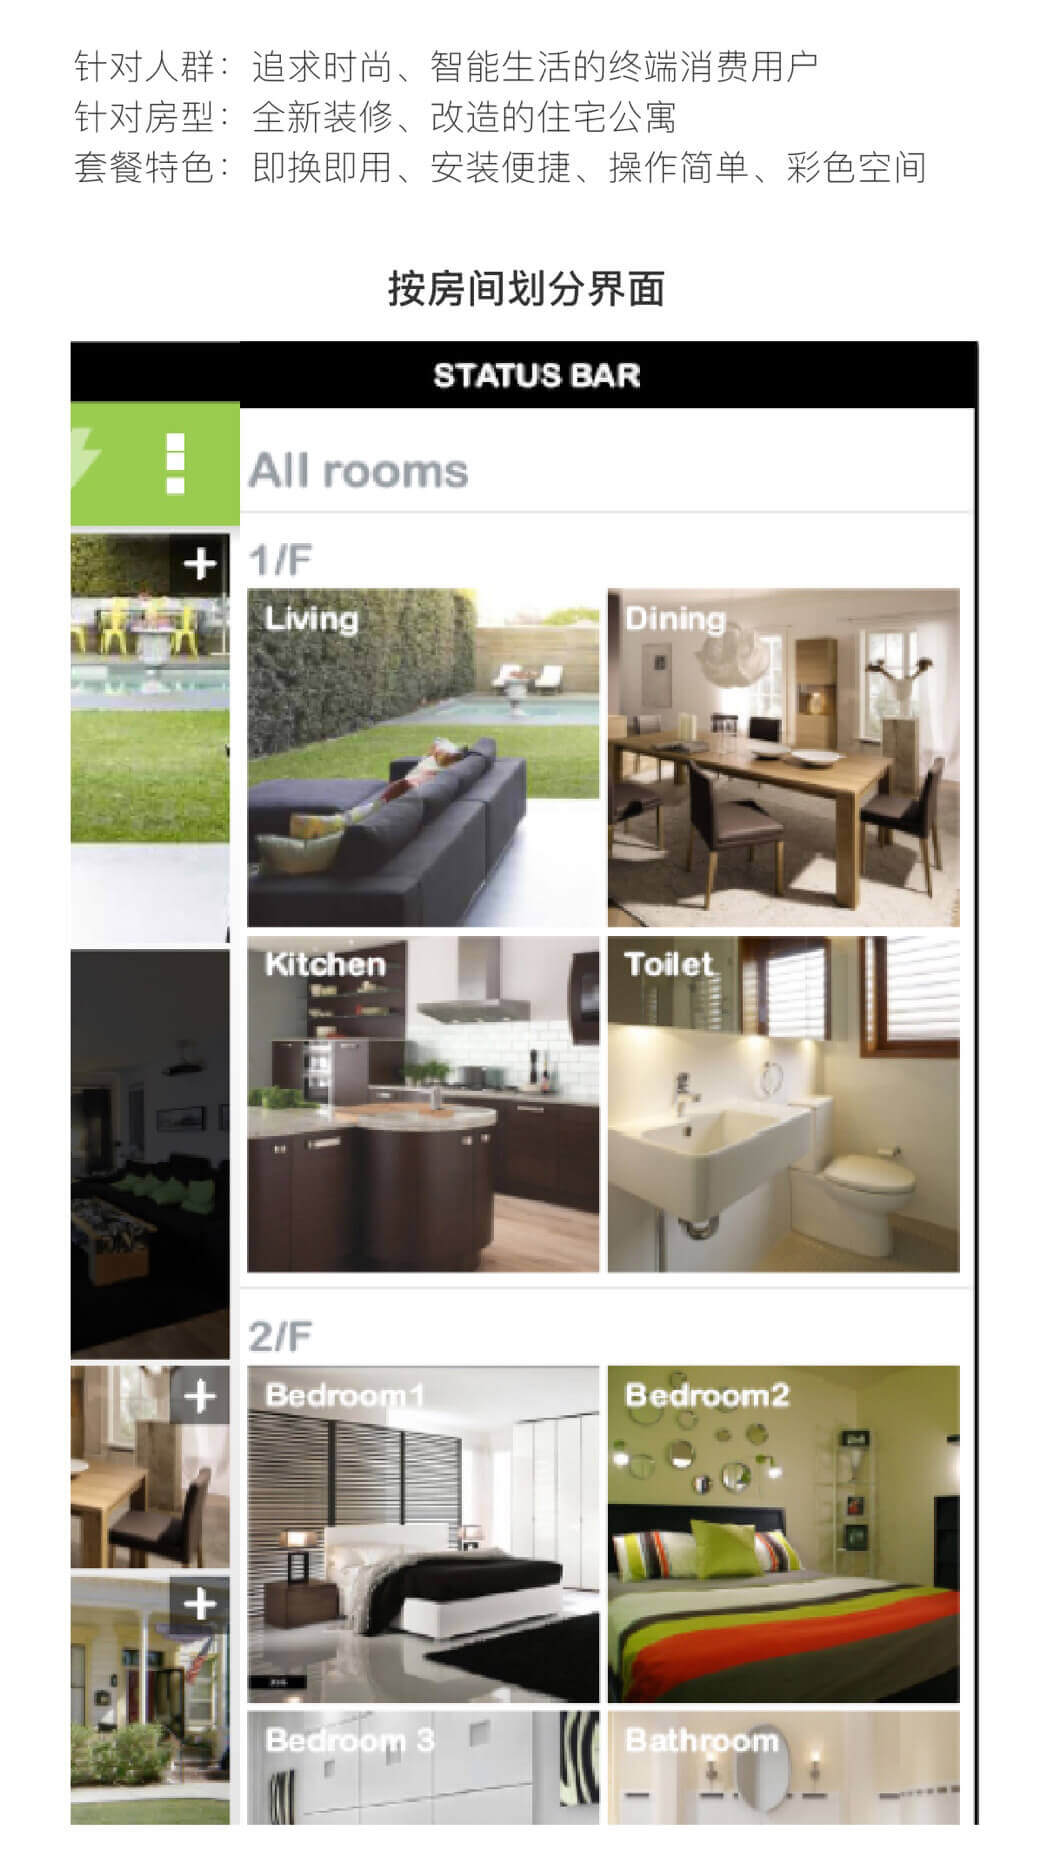 针对人群：追求时尚、智能生活的终端消费用户
针对房型：全新装修、改造的住宅公寓
套餐特色：即换即用、安装便捷、操作简单、彩色空间
按房间划分界面
STATUS BAR
All rooms
1/F
Living
Dining
Kitchen
Toilet
2/F
Bedroom1
Bedroom2
Bedroom 3
Bathroom